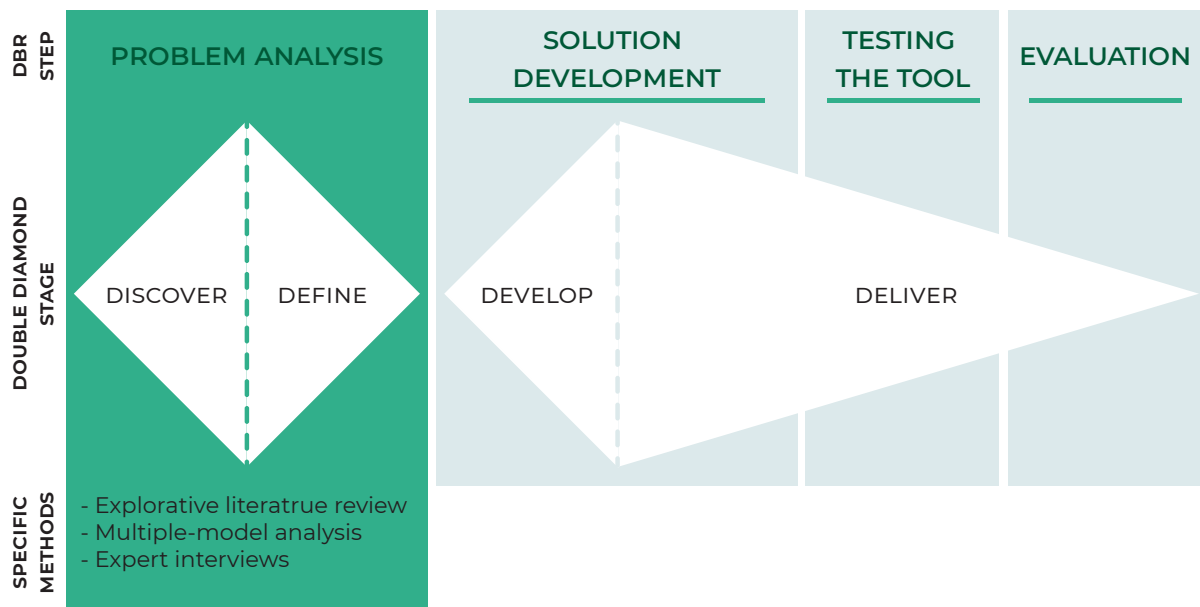 DBR
STEP
PROBLEM ANALYSIS
SOLUTION
DEVELOPMENT
TESTING
THE TOOL
EVALUATION
DOUBLE DIAMOND
STAGE
DISCOVER
DEFINE
DEVELOP
DELIVER
SPECIFIC
METHODS
- Explorative literatrue review
- Multiple-model analysis
- Expert interviews